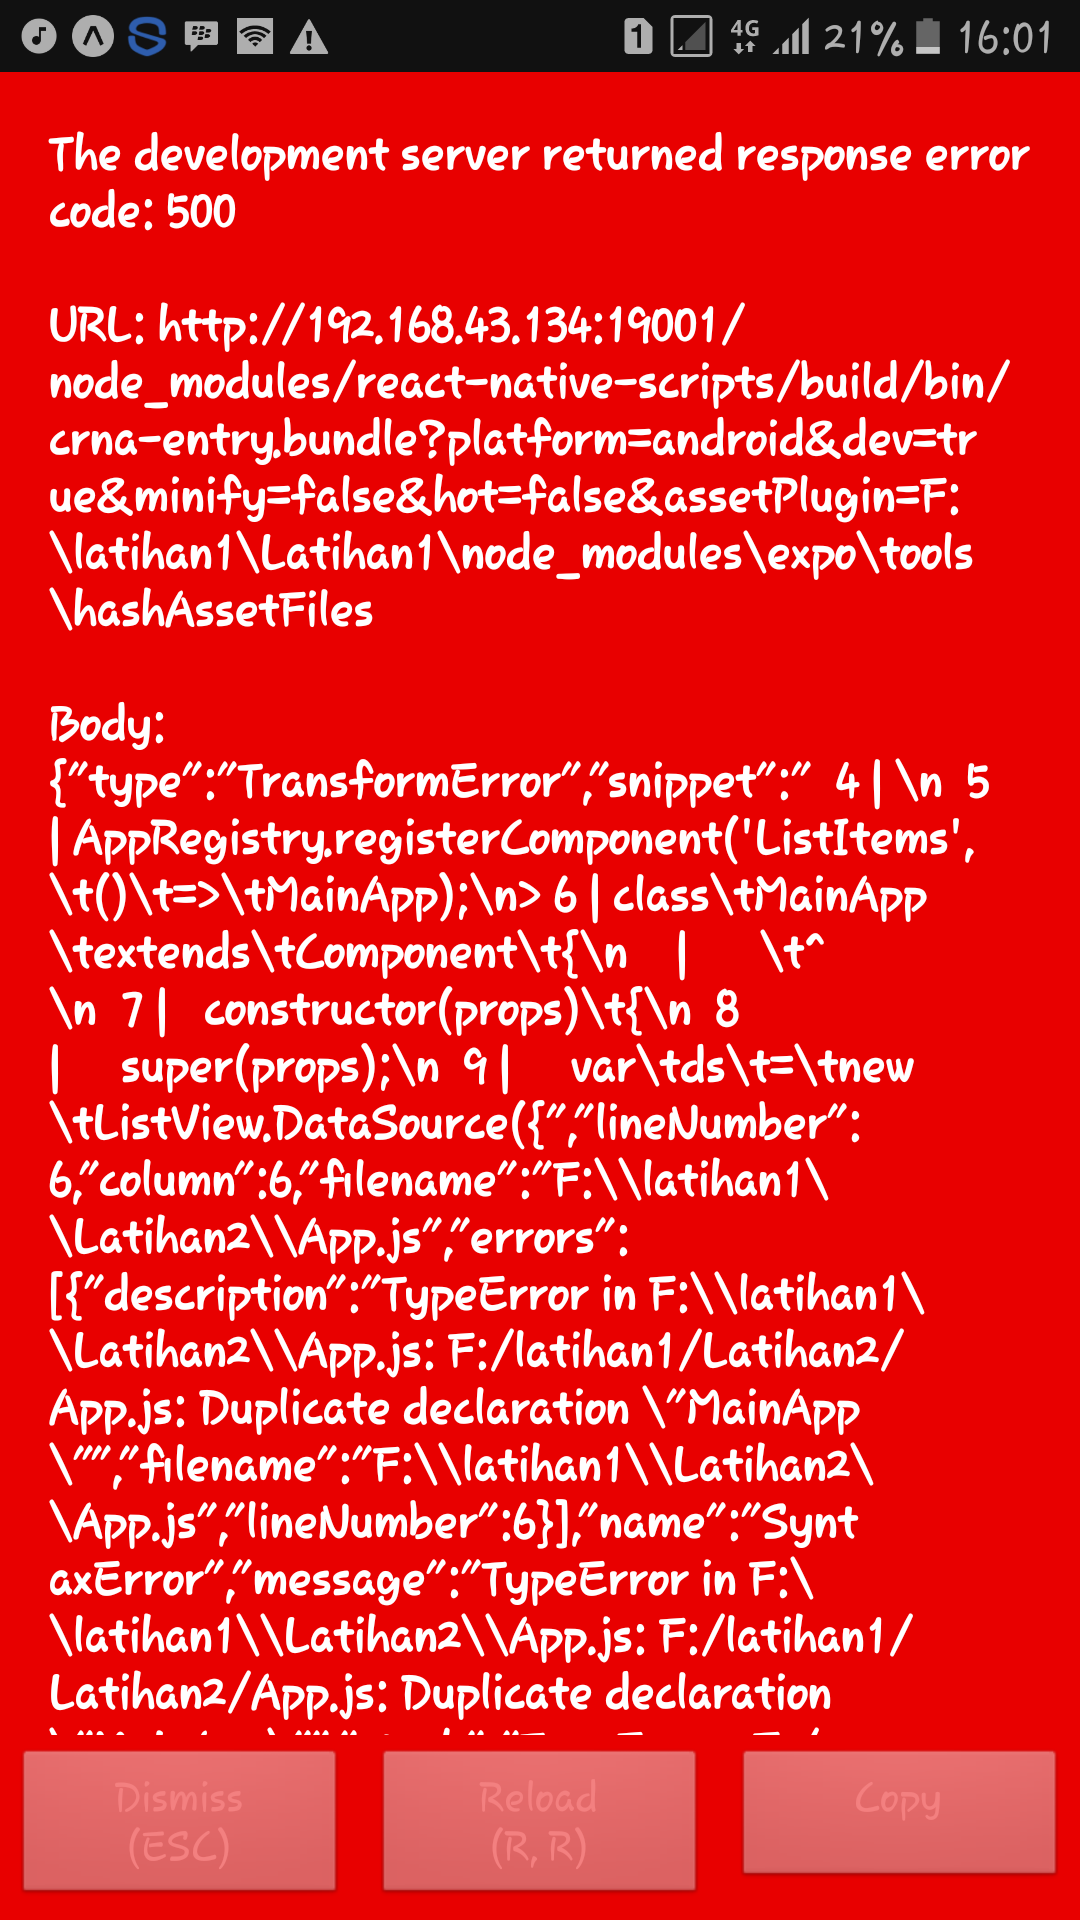 1 4G 21% 16:01
The development server returned response error
code: 500
URL: http://192.168.43.134:19001/
node_modules/react-native-scripts/build/bin/
crna-entry.bundle?platform=android&dev=tr
ue&minify=false&hot=false&assetPlugin=F:
\latihan1\Latihan1\node_modules\expo\tools
\hashAssetFiles
Body:
{"type":"TransformError","snippet":"  4 | \n  5
| AppRegistry.registerComponent('ListItems',
\t()\t=>\tMainApp);\n> 6 | class\tMainApp
\textends\tComponent\t{\n    |      \t^
\n  7 |   constructor(props)\t{\n  8
|     super(props);\n  9 |     var\tds\t=\tnew
\tListView.DataSource({","lineNumber":
6,"column":6,"filename":"F:\\latihan1\
\Latihan2\\App.js","errors":
[{"description":"TypeError in F:\\latihan1\
\Latihan2\\App.js: F:/latihan1/Latihan2/
App.js: Duplicate declaration \"MainApp
\"","filename":"F:\\latihan1\\Latihan2\
\App.js","lineNumber":6}],"name":"Synt
axError","message":"TypeError in F:\
\latihan1\\Latihan2\\App.js: F:/latihan1/
Latihan2/App.js: Duplicate declaration
Dismiss
(ESC)
Reload
(R, R)
Copy